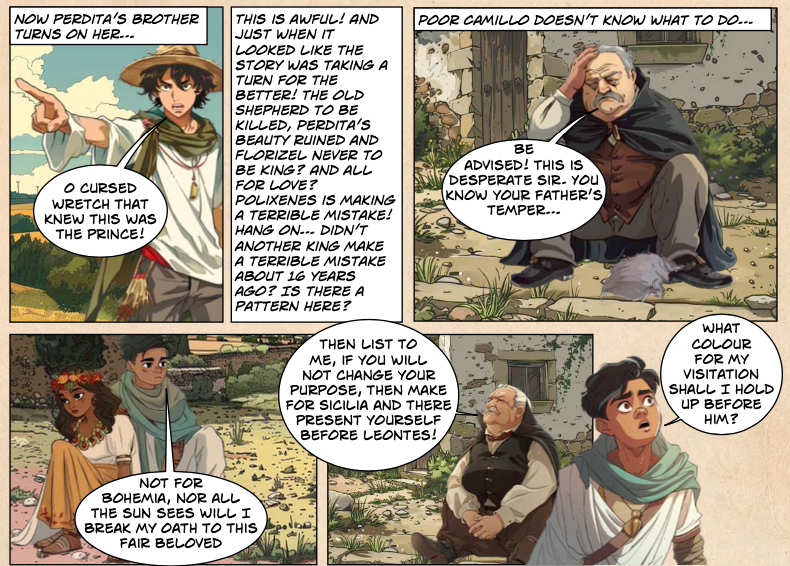 NOW PERDITA'S BROTHER
TURNS ON HER...
O CURSED
WRETCH THAT
KNEW THIS WAS
THE PRINCE!
THIS IS AWFUL! AND
JUST WHEN IT
LOOKED LIKE THE
STORY WAS TAKING A
TURN FOR THE
BETTER! THE OLD
SHEPHERD TO BE
KILLED, PERDITA'S
BEAUTY RUINED AND
FLORIZEL NEVER TO
BE KING? AND ALL
FOR LOVE?
POLIXENES IS MAKING
A TERRIBLE MISTAKE!
HANG ON... DIDN'T
ANOTHER KING MAKE
A TERRIBLE MISTAKE
ABOUT 16 YEARS
AGO? IS THERE A
PATTERN HERE?
POOR CAMILLO DOESN'T KNOW WHAT TO DO...
BE
ADVISED! THIS IS
DESPERATE SIR. YOU
KNOW YOUR FATHER'S
TEMPER...
NOT FOR
BOHEMIA, NOR ALL
THE SUN SEES WILL I
BREAK MY OATH TO THIS
FAIR BELOVED
THEN LIST TO
ME, IF YOU WILL
NOT CHANGE YOUR
PURPOSE, THEN MAKE
FOR SICILIA AND THERE
PRESENT YOURSELF
BEFORE LEONTES!
WHAT
COLOUR
FOR MY
VISITATION
SHALL I HOLD
UP BEFORE
HIM?